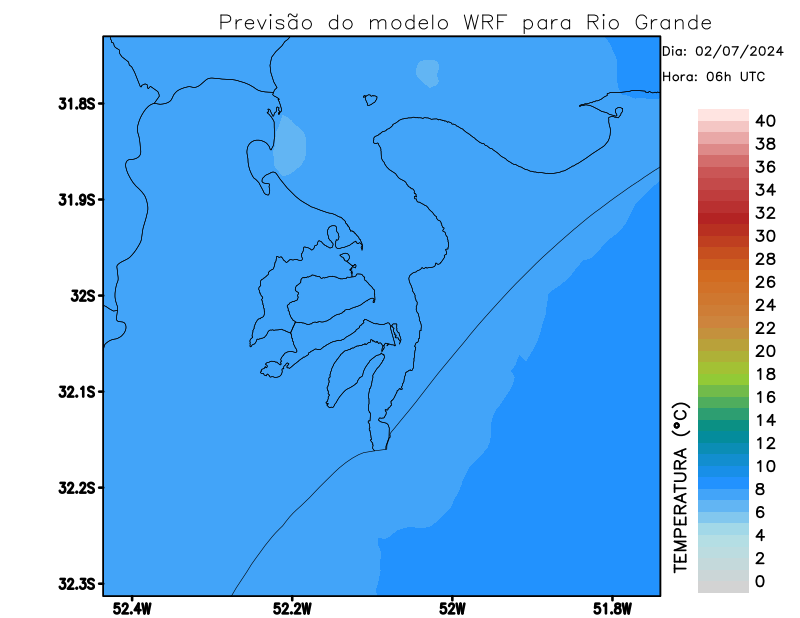 Previsão do modelo WRF para Rio Grande
Dia: 02/07/2024
Hora: 06h UTC
31.8S
31.9S
32S
32.1S
32.2S
32.3S
52.4W
52.2W
52W
51.8W
TEMPERATURA (°C)
40
38
36
34
32
30
28
26
24
22
20
18
16
14
12
10
8
6
4
2
0